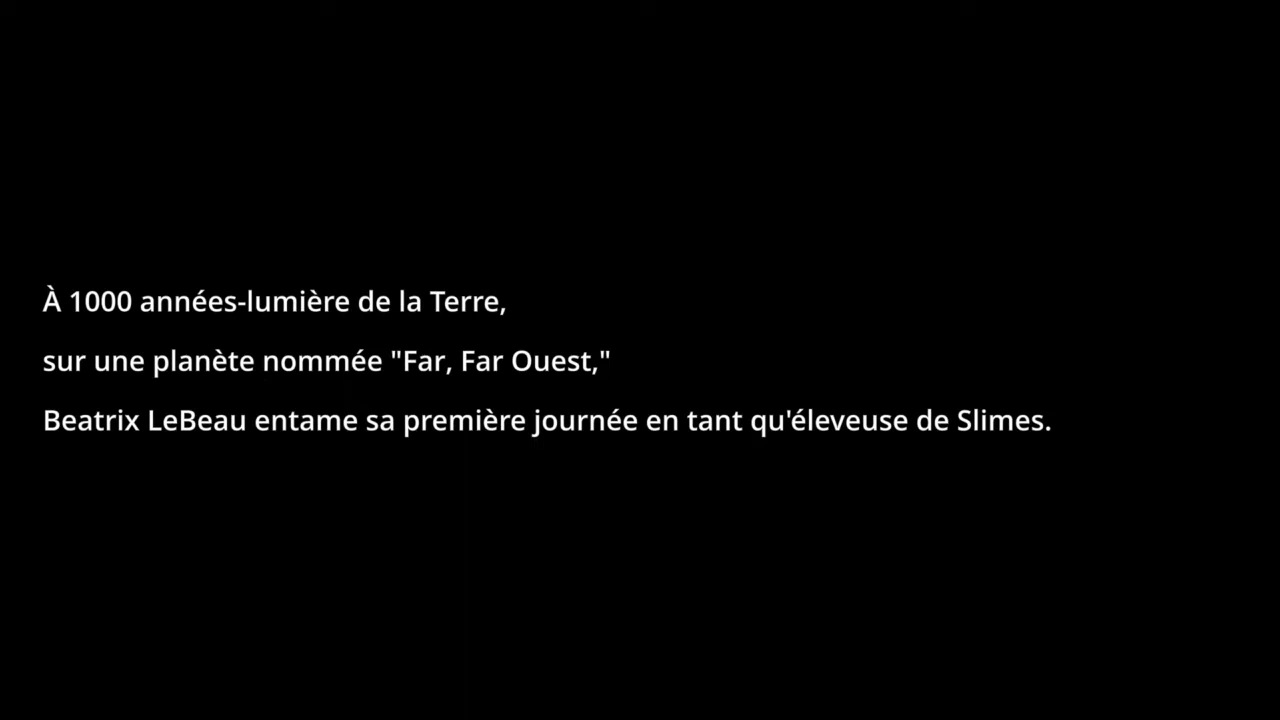 À 1000 années-lumière de la Terre,
sur une planète nommée "Far, Far Ouest,"
Beatrix LeBeau entame sa première journée en tant qu'éleveuse de Slimes.